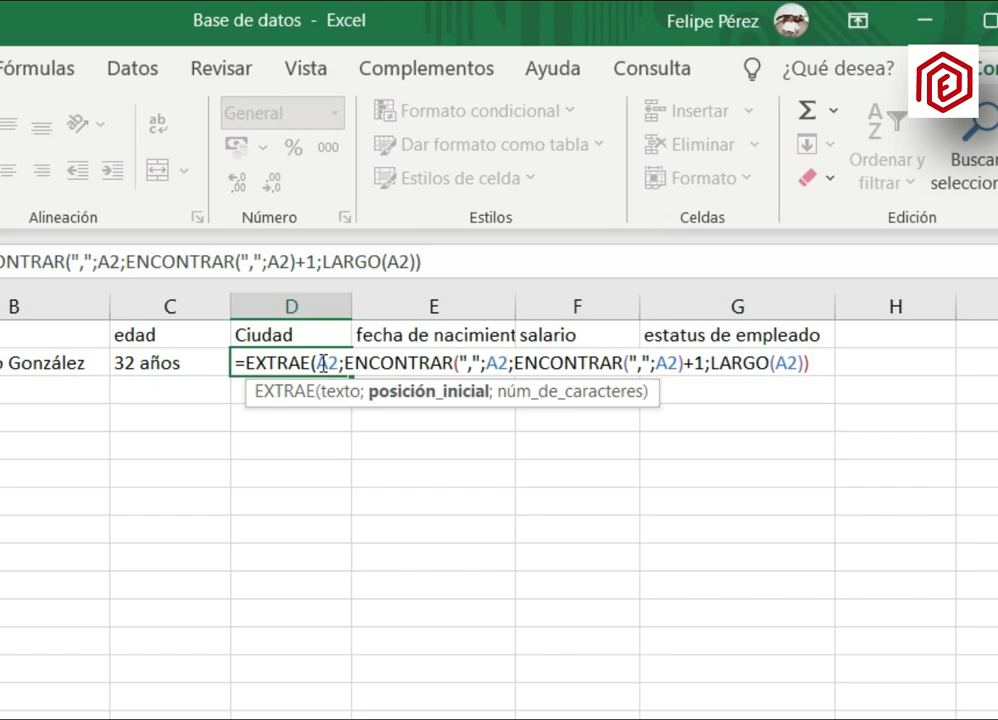 Base de datos - Excel
Felipe Pérez
Fórmulas Datos Revisar Vista Complementos Ayuda Consulta ¿Qué desea?
General
Formato condicional
Insertar
ab
Dar formato como tabla
Eliminar
% 000
Ordenar y
filtrar
Estilos de celda
Formato
Alineación
Número
Estilos
Celdas
Edición
ONTRAR(",";A2;ENCONTRAR(",";A2)+1;LARGO(A2))
B C D E F G H
edad Ciudad fecha de nacimient salario estatus de empleado
o González 32 años =EXTRAE(A2;ENCONTRAR(",";A2;ENCONTRAR(",";A2)+1;LARGO(A2))
EXTRAE(texto; posición_inicial; núm_de_caracteres)